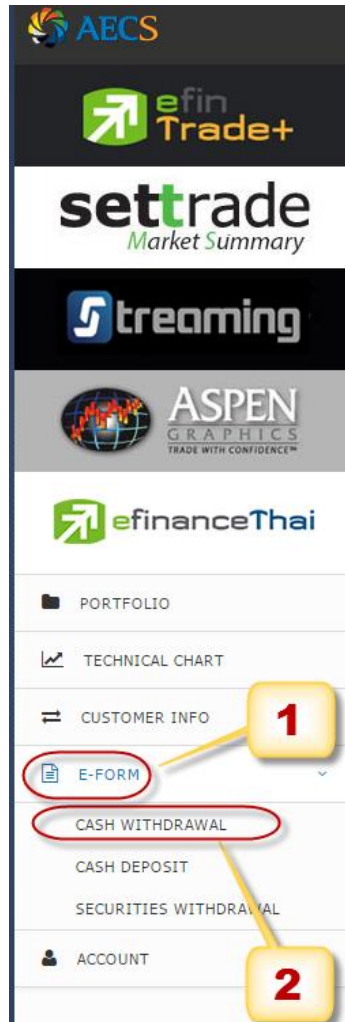 AECS
efin
Trade+
settrade
Market Summary
Streaming
ASPEN
GRAPHICS
TRADE WITH CONFIDENCE™
efinanceThai
PORTFOLIO
TECHNICAL CHART
CUSTOMER INFO
1
E-FORM
CASH WITHDRAWAL
CASH DEPOSIT
SECURITIES WITHDRAWAL
ACCOUNT
2